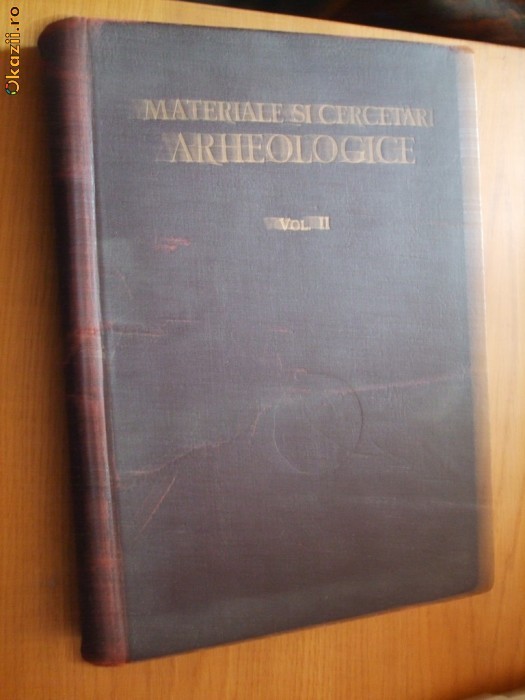 Okazii.ro
MATERIALE SI CERCETARI
ARHEOLOGICE
VOL. II